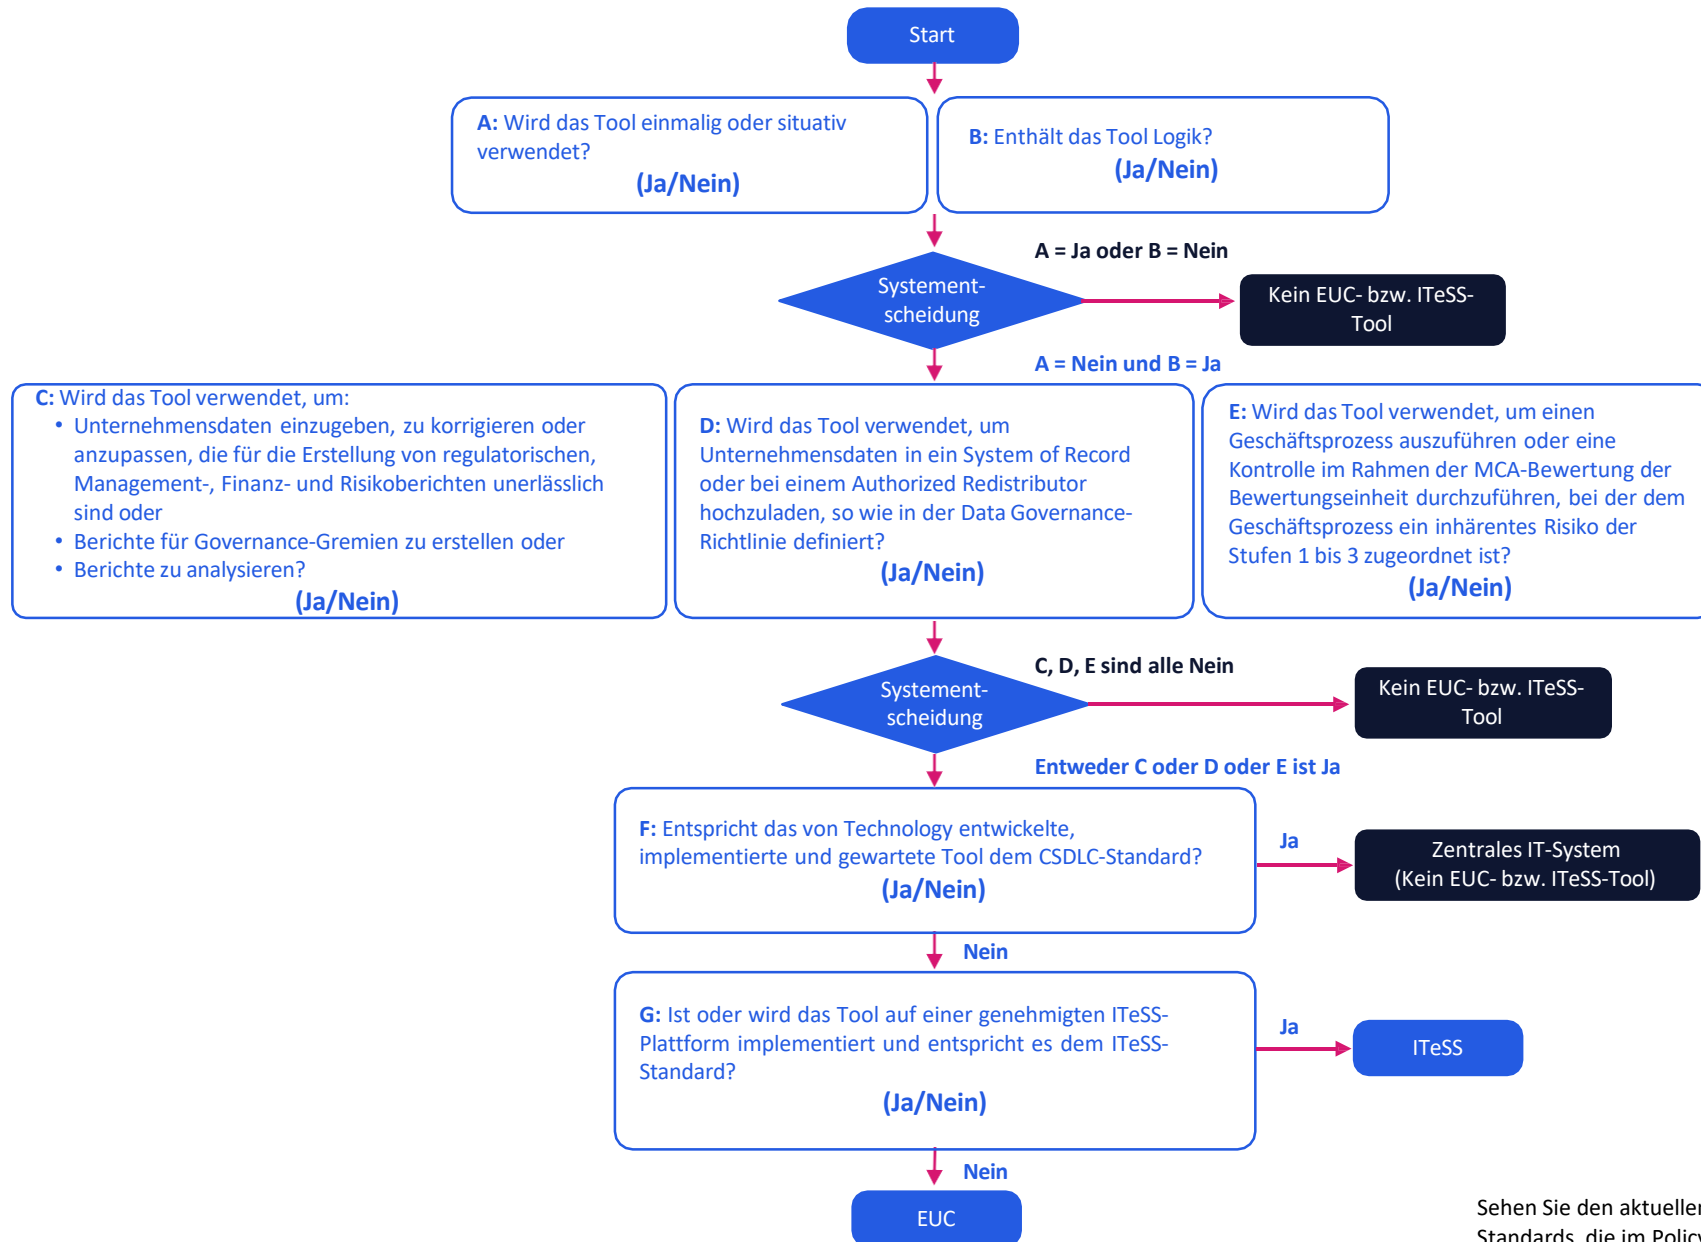 Start
A: Wird das Tool einmalig oder situativ
verwendet?
(Ja/Nein)
B: Enthält das Tool Logik?
(Ja/Nein)
A = Ja oder B = Nein
Systement-
scheidung
Kein EUC- bzw. ITeSS-
Tool
A = Nein und B = Ja
C: Wird das Tool verwendet, um:
• Unternehmensdaten einzugeben, zu korrigieren oder
anzupassen, die für die Erstellung von regulatorischen,
Management-, Finanz- und Risikoberichten unerlässlich
sind oder
• Berichte für Governance-Gremien zu erstellen oder
• Berichte zu analysieren?
(Ja/Nein)
D: Wird das Tool verwendet, um
Unternehmensdaten in ein System of Record
oder bei einem Authorized Redistributor
hochzuladen, so wie in der Data Governance-
Richtlinie definiert?
(Ja/Nein)
E: Wird das Tool verwendet, um einen
Geschäftsprozess auszuführen oder eine
Kontrolle im Rahmen der MCA-Bewertung der
Bewertungseinheit durchzuführen, bei der dem
Geschäftsprozess ein inhärentes Risiko der
Stufen 1 bis 3 zugeordnet ist?
(Ja/Nein)
C, D, E sind alle Nein
Systement-
scheidung
Kein EUC- bzw. ITeSS-
Tool
Entweder C oder D oder E ist Ja
F: Entspricht das von Technology entwickelte,
implementierte und gewartete Tool dem CSDLC-Standard?
(Ja/Nein)
Ja
Zentrales IT-System
(Kein EUC- bzw. ITeSS-Tool)
Nein
G: Ist oder wird das Tool auf einer genehmigten ITeSS-
Plattform implementiert und entspricht es dem ITeSS-
Standard?
(Ja/Nein)
Ja
ITeSS
Nein
EUC
Sehen Sie den aktuellen
Standards, die im Policy